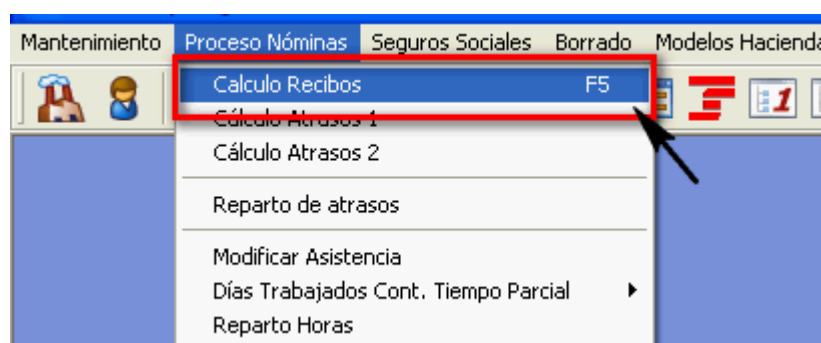 Mantenimiento Proceso Nóminas Seguros Sociales Borrado Modelos Hacienda
1
Calculo Recibos F5
Cálculo Atrasos 1
Cálculo Atrasos 2
Reparto de atrasos
Modificar Asistencia
Días Trabajados Cont. Tiempo Parcial
Reparto Horas